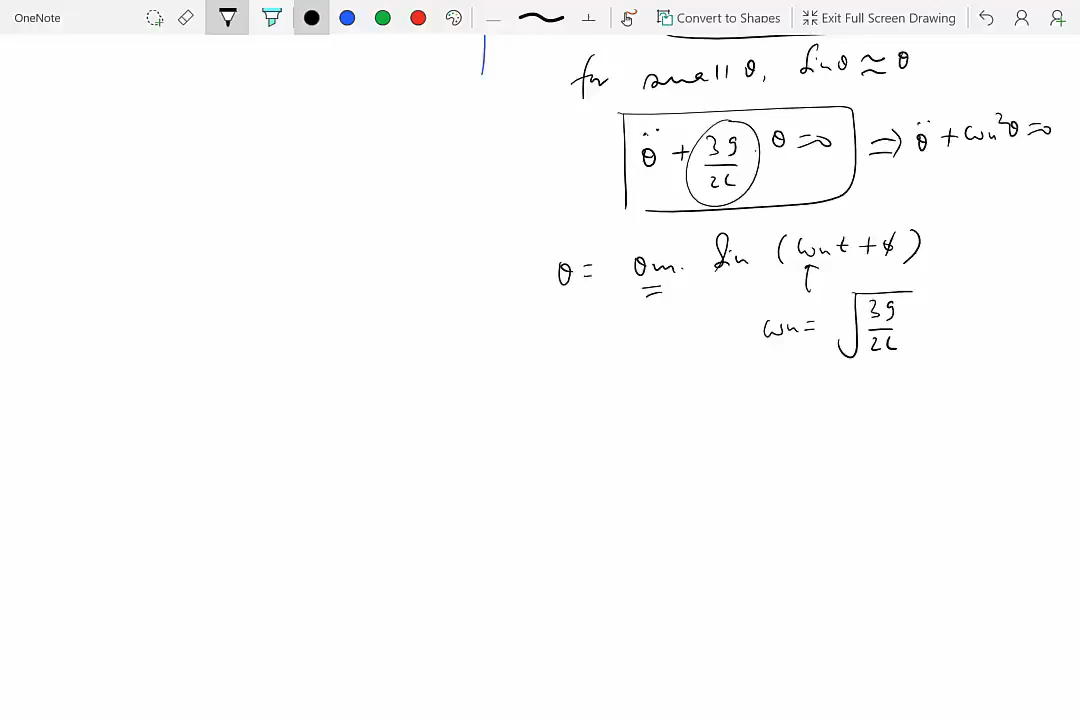 OneNote
Convert to Shapes
Exit Full Screen Drawing
for small θ, sinθ ≈ θ
θ̈ + 3g/2L θ = 0 ⇒ θ̈ + ωn²θ = 0
θ = θm. sin (ωnt + ϕ)
↑
ωn = √(3g/2L)